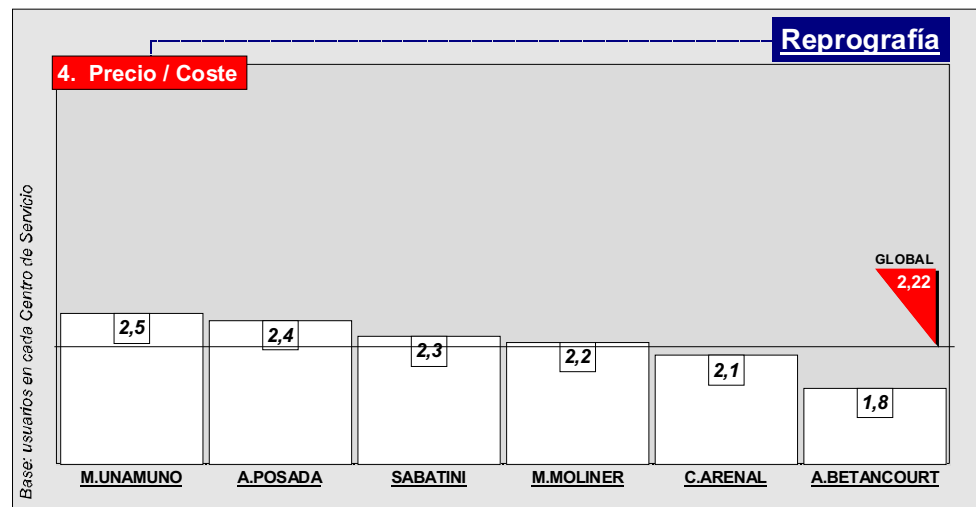 Reprografía
4. Precio / Coste
Base: usuarios en cada Centro de Servicio
GLOBAL
2,22
2,5
2,4
2,3
2,2
2,1
1,8
M.UNAMUNO
A.POSADA
SABATINI
M.MOLINER
C.ARENAL
A.BETANCOURT